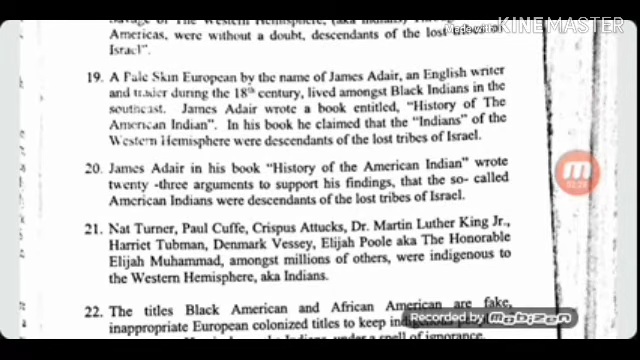 Savage of The Western Hemisphere, (aka Indians)
Made with KINEMASTER
Americas, were without a doubt, descendants of the lost tribes of
Israel".
19. A Pale Skin European by the name of James Adair, an English writer
and trader during the 18th century, lived amongst Black Indians in the
southeast. James Adair wrote a book entitled, "History of The
American Indian". In his book he claimed that the "Indians" of the
Western Hemisphere were descendants of the lost tribes of Israel.
20. James Adair in his book "History of the American Indian" wrote
twenty -three arguments to support his findings, that the so- called
American Indians were descendants of the lost tribes of Israel.
21. Nat Turner, Paul Cuffe, Crispus Attucks, Dr. Martin Luther King Jr.,
Harriet Tubman, Denmark Vessey, Elijah Poole aka The Honorable
Elijah Muhammad, amongst millions of others, were indigenous to
the Western Hemisphere, aka Indians.
22. The titles Black American and African American are fake,
inappropriate European colonized titles to keep
Recorded by Mobizen
under a spell of ignorance.